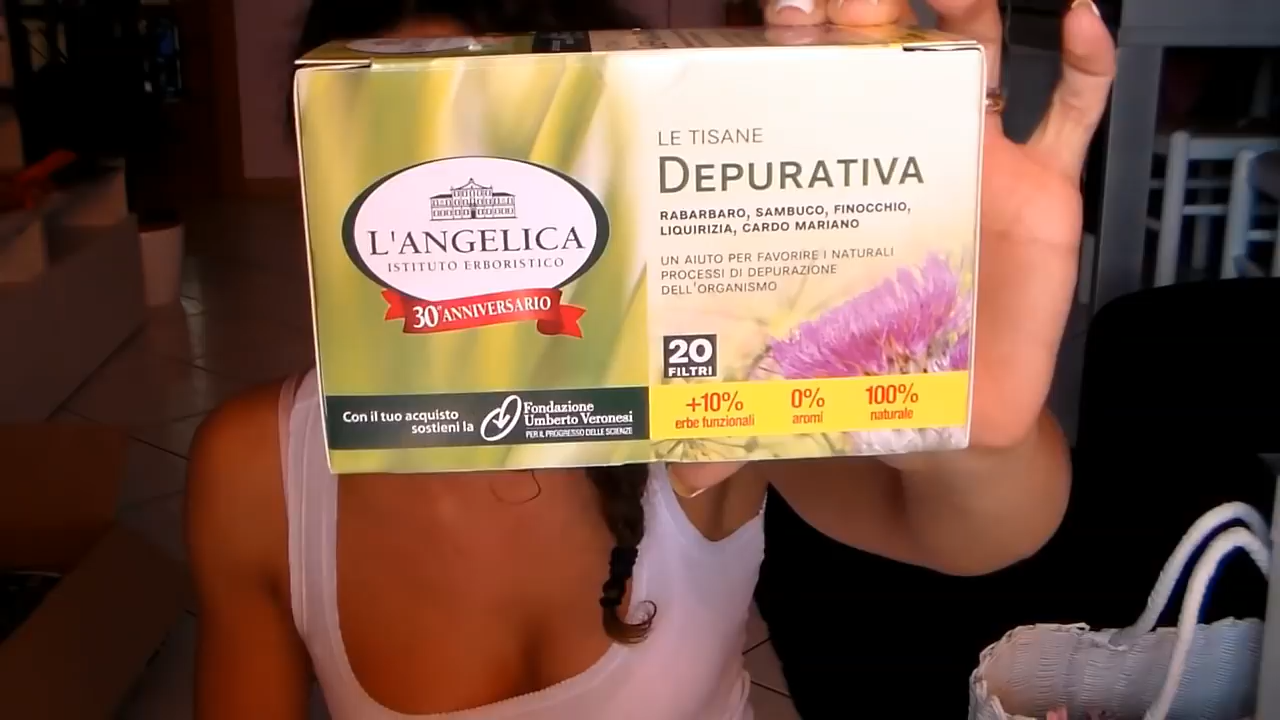 L'ANGELICA
ISTITUTO ERBORISTICO
30° ANNIVERSARIO
Con il tuo acquisto
sostieni la
Fondazione
Umberto Veronesi
PER IL PROGRESSO DELLE SCIENZE
LE TISANE
DEPURATIVA
RABARBARO, SAMBUCO, FINOCCHIO,
LIQUIRIZIA, CARDO MARIANO
UN AIUTO PER FAVORIRE I NATURALI
PROCESSI DI DEPURAZIONE
DELL'ORGANISMO
20
FILTRI
+10%
erbe funzionali
0%
aromi
100%
naturale